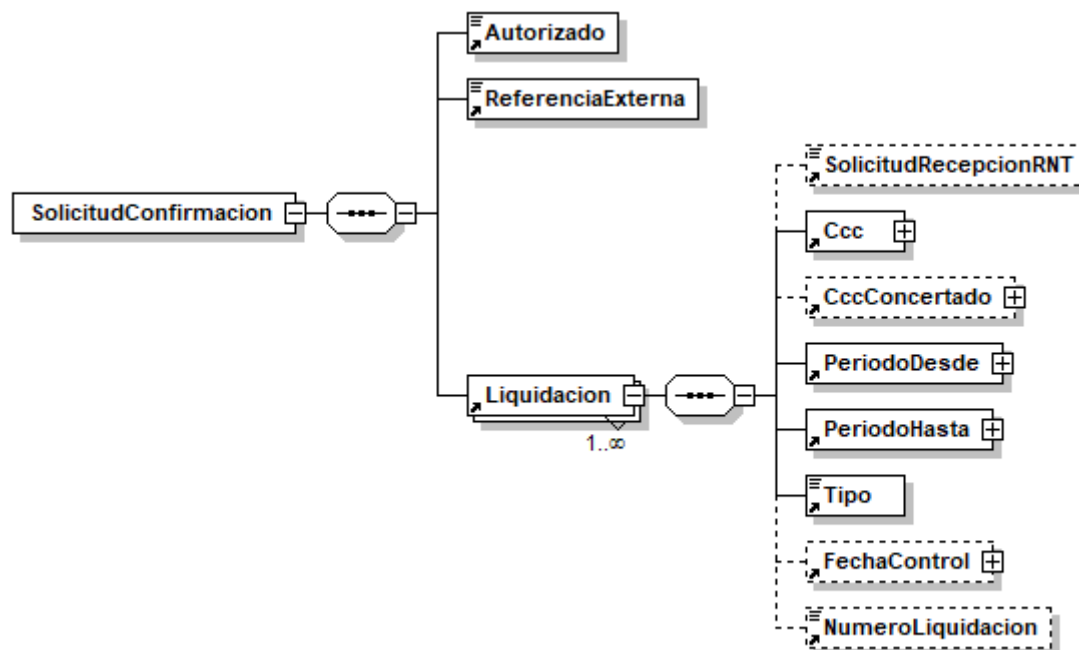 Autorizado
ReferenciaExterna
SolicitudConfirmacion
Liquidacion
1..∞
SolicitudRecepcionRNT
Ccc
CccConcertado
PeriodoDesde
PeriodoHasta
Tipo
FechaControl
NumeroLiquidacion